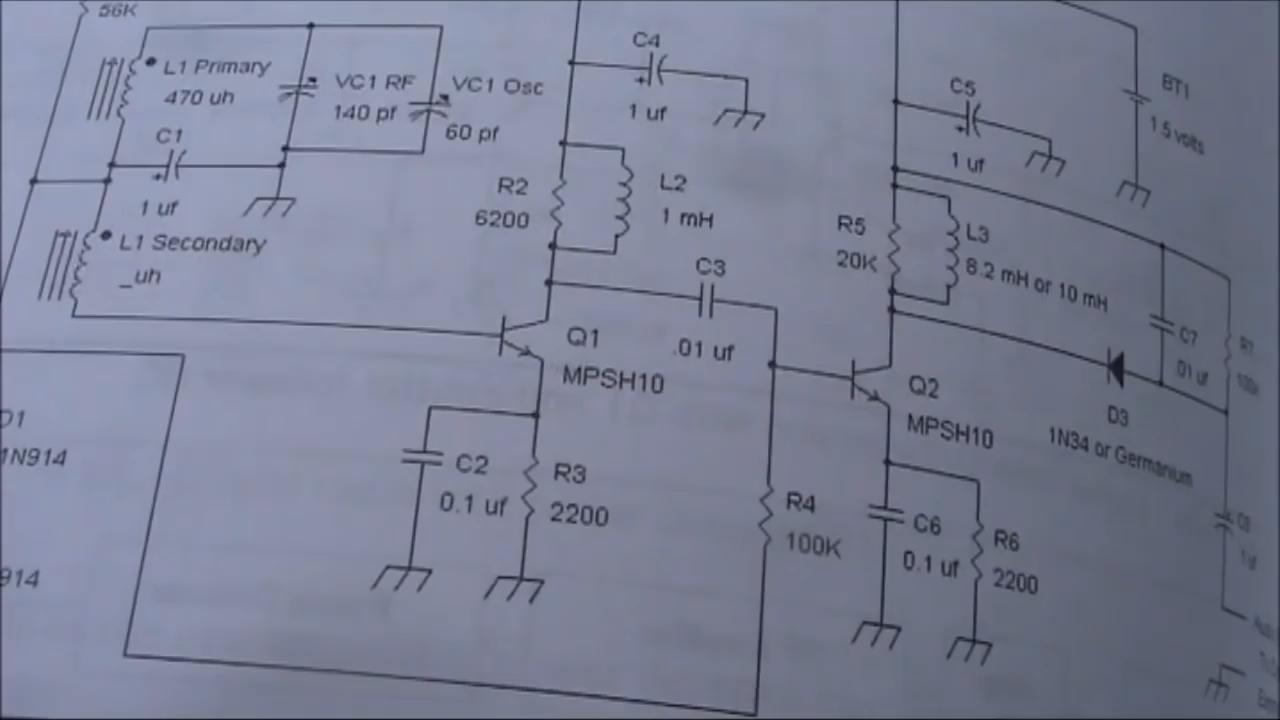 56K
L1 Primary
470 uh
VC1 RF
140 pf
VC1 Osc
60 pf
C1
1 uf
L1 Secondary
_uh
C4
1 uf
R2
6200
L2
1 mH
C3
.01 uf
Q1
MPSH10
C2
0.1 uf
R3
2200
C5
1 uf
BT1
1.5 volts
R5
20K
L3
8.2 mH or 10 mH
C7
.01 uf
D3
1N34 or Germanium
Q2
MPSH10
R4
100K
C6
0.1 uf
R6
2200
D1
1N914
914